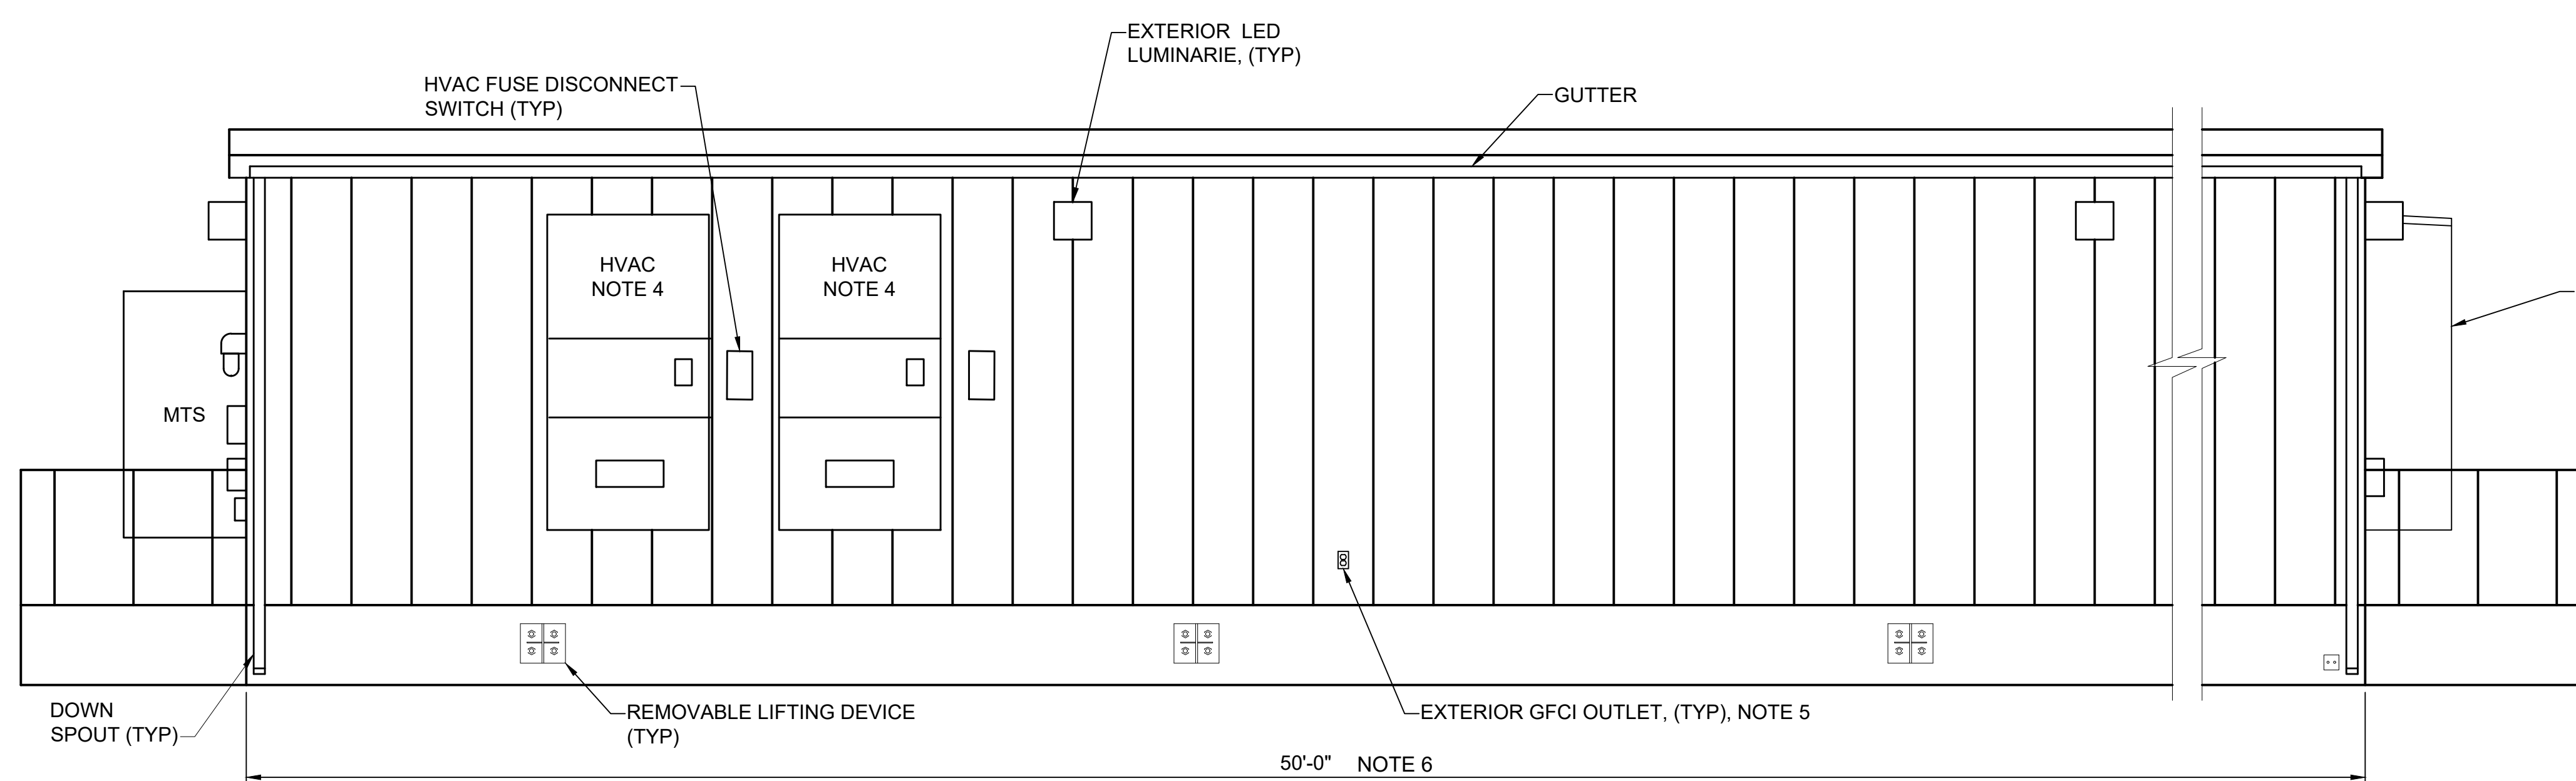 EXTERIOR  LED
LUMINARIE, (TYP)
HVAC FUSE DISCONNECT
SWITCH (TYP)
GUTTER
HVAC
NOTE 4
HVAC
NOTE 4
MTS
DOWN
SPOUT (TYP)
REMOVABLE LIFTING DEVICE
(TYP)
EXTERIOR GFCI OUTLET, (TYP), NOTE 5
50'-0"   NOTE 6